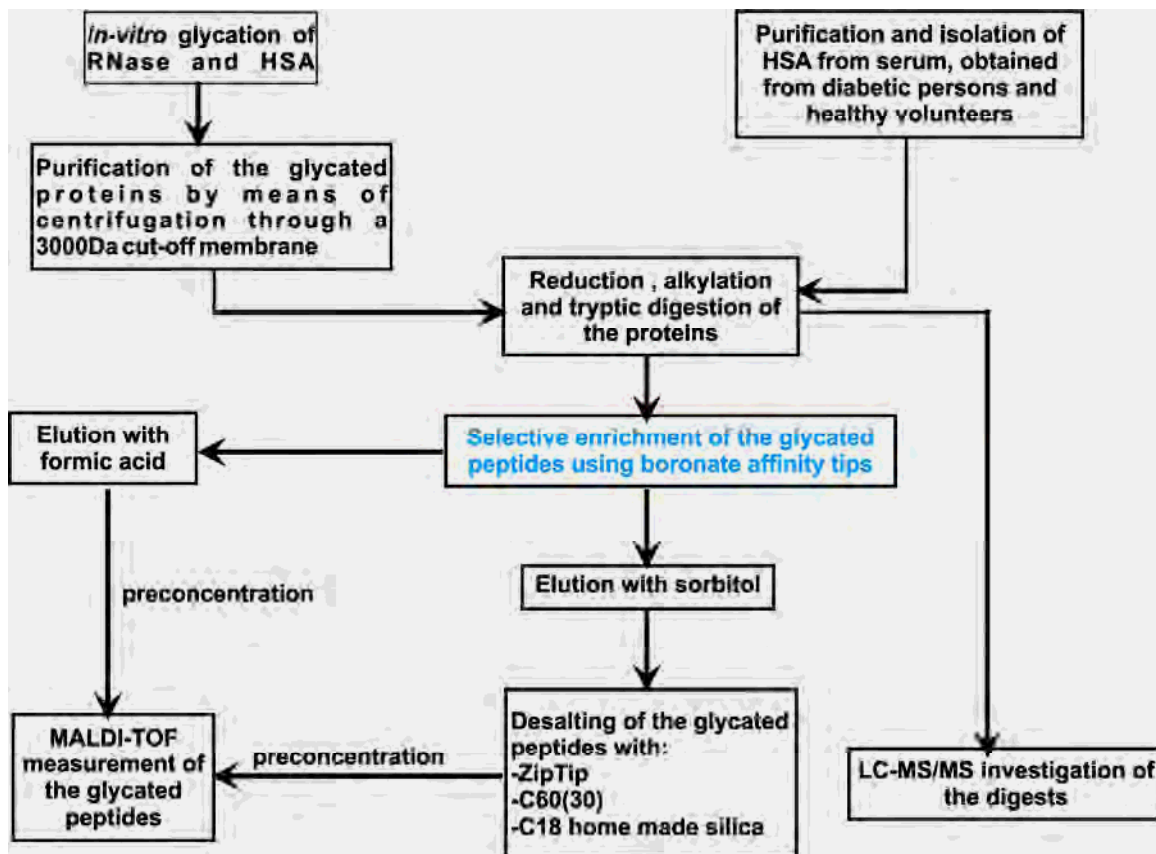 In-vitro glycation of
RNase and HSA
Purification and isolation of
HSA from serum, obtained
from diabetic persons and
healthy volunteers
Purification of the glycated
proteins by means of
centrifugation through a
3000Da cut-off membrane
Reduction , alkylation
and tryptic digestion of
the proteins
Elution with
formic acid
Selective enrichment of the glycated
peptides using boronate affinity tips
preconcentration
Elution with sorbitol
MALDI-TOF
measurement of
the glycated
peptides
preconcentration
Desalting of the glycated
peptides with:
-ZipTip
-C60(30)
-C18 home made silica
LC-MS/MS investigation of
the digests